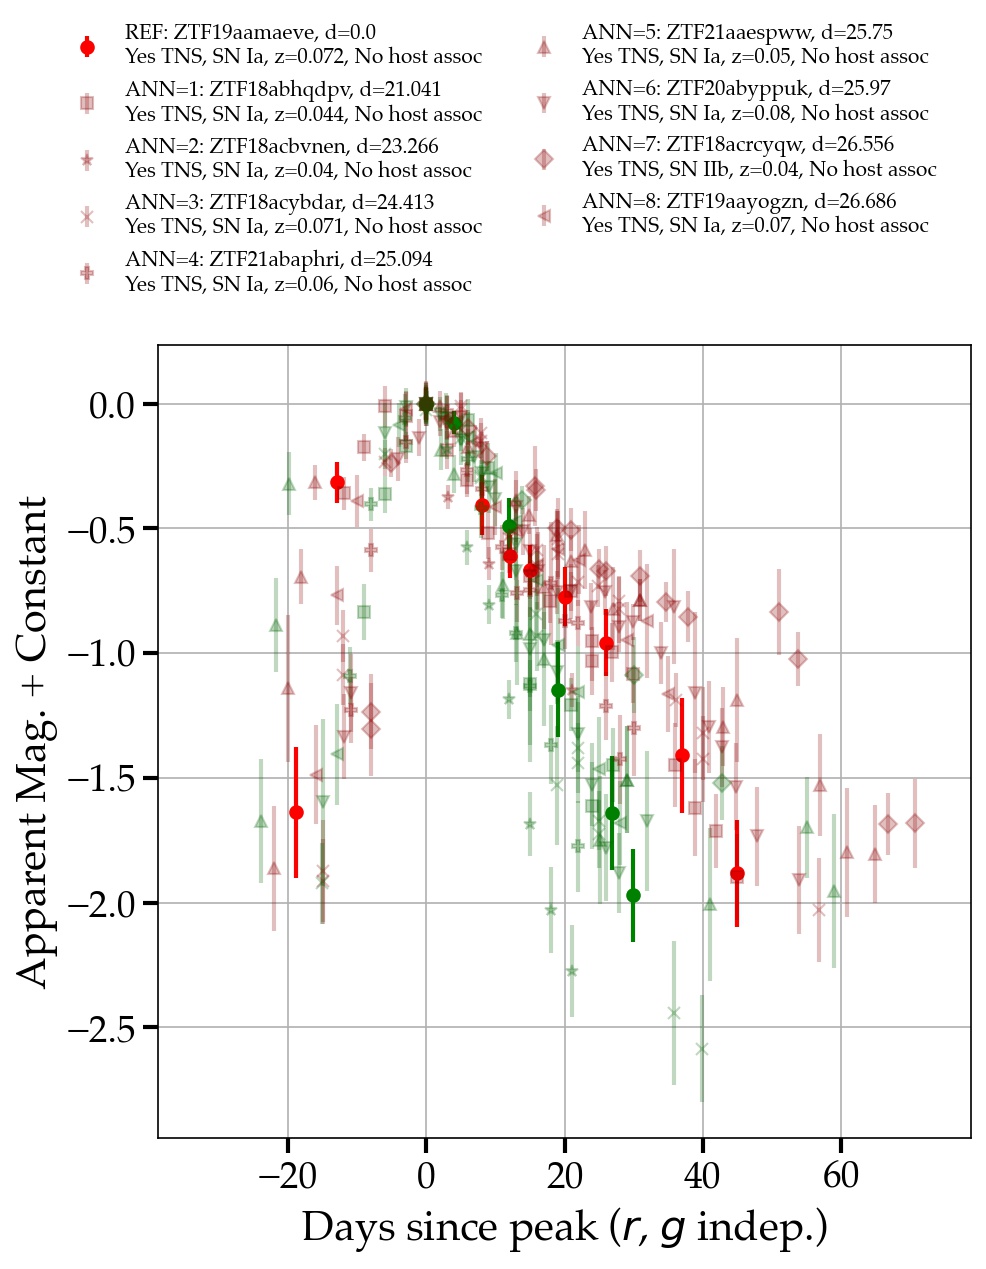 REF: ZTF19aamaeve, d=0.0
Yes TNS, SN Ia, z=0.072, No host assoc
ANN=1: ZTF18abhqdpv, d=21.041
Yes TNS, SN Ia, z=0.044, No host assoc
ANN=2: ZTF18acbvnen, d=23.266
Yes TNS, SN Ia, z=0.04, No host assoc
ANN=3: ZTF18acybdar, d=24.413
Yes TNS, SN Ia, z=0.071, No host assoc
ANN=4: ZTF21abaphri, d=25.094
Yes TNS, SN Ia, z=0.06, No host assoc
ANN=5: ZTF21aaespww, d=25.75
Yes TNS, SN Ia, z=0.05, No host assoc
ANN=6: ZTF20abyppuk, d=25.97
Yes TNS, SN Ia, z=0.08, No host assoc
ANN=7: ZTF18acrcyqw, d=26.556
Yes TNS, SN IIb, z=0.04, No host assoc
ANN=8: ZTF19aayogzn, d=26.686
Yes TNS, SN Ia, z=0.07, No host assoc
Apparent Mag. + Constant
0.0
−0.5
−1.0
−1.5
−2.0
−2.5
−20
0
20
40
60
Days since peak (r, g indep.)